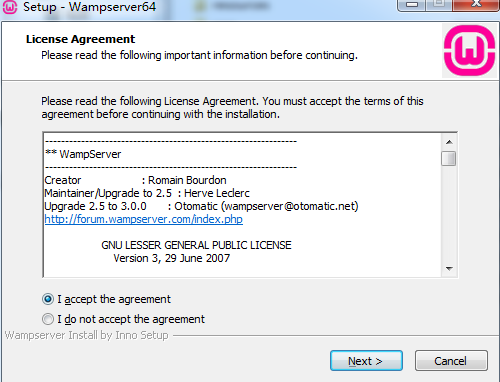 Setup - Wampserver64
License Agreement
Please read the following important information before continuing.
Please read the following License Agreement. You must accept the terms of this
agreement before continuing with the installation.
------------------------------------------------------------
** WampServer
------------------------------------------------------------
Creator : Romain Bourdon
Maintainer/Upgrade to 2.5 : Herve Leclerc
Upgrade 2.5 to 3.0.0 : Otomatic (wampserver@otomatic.net)
http://forum.wampserver.com/index.php
GNU LESSER GENERAL PUBLIC LICENSE
Version 3, 29 June 2007
I accept the agreement
I do not accept the agreement
Wampserver Install by Inno Setup
Next >
Cancel